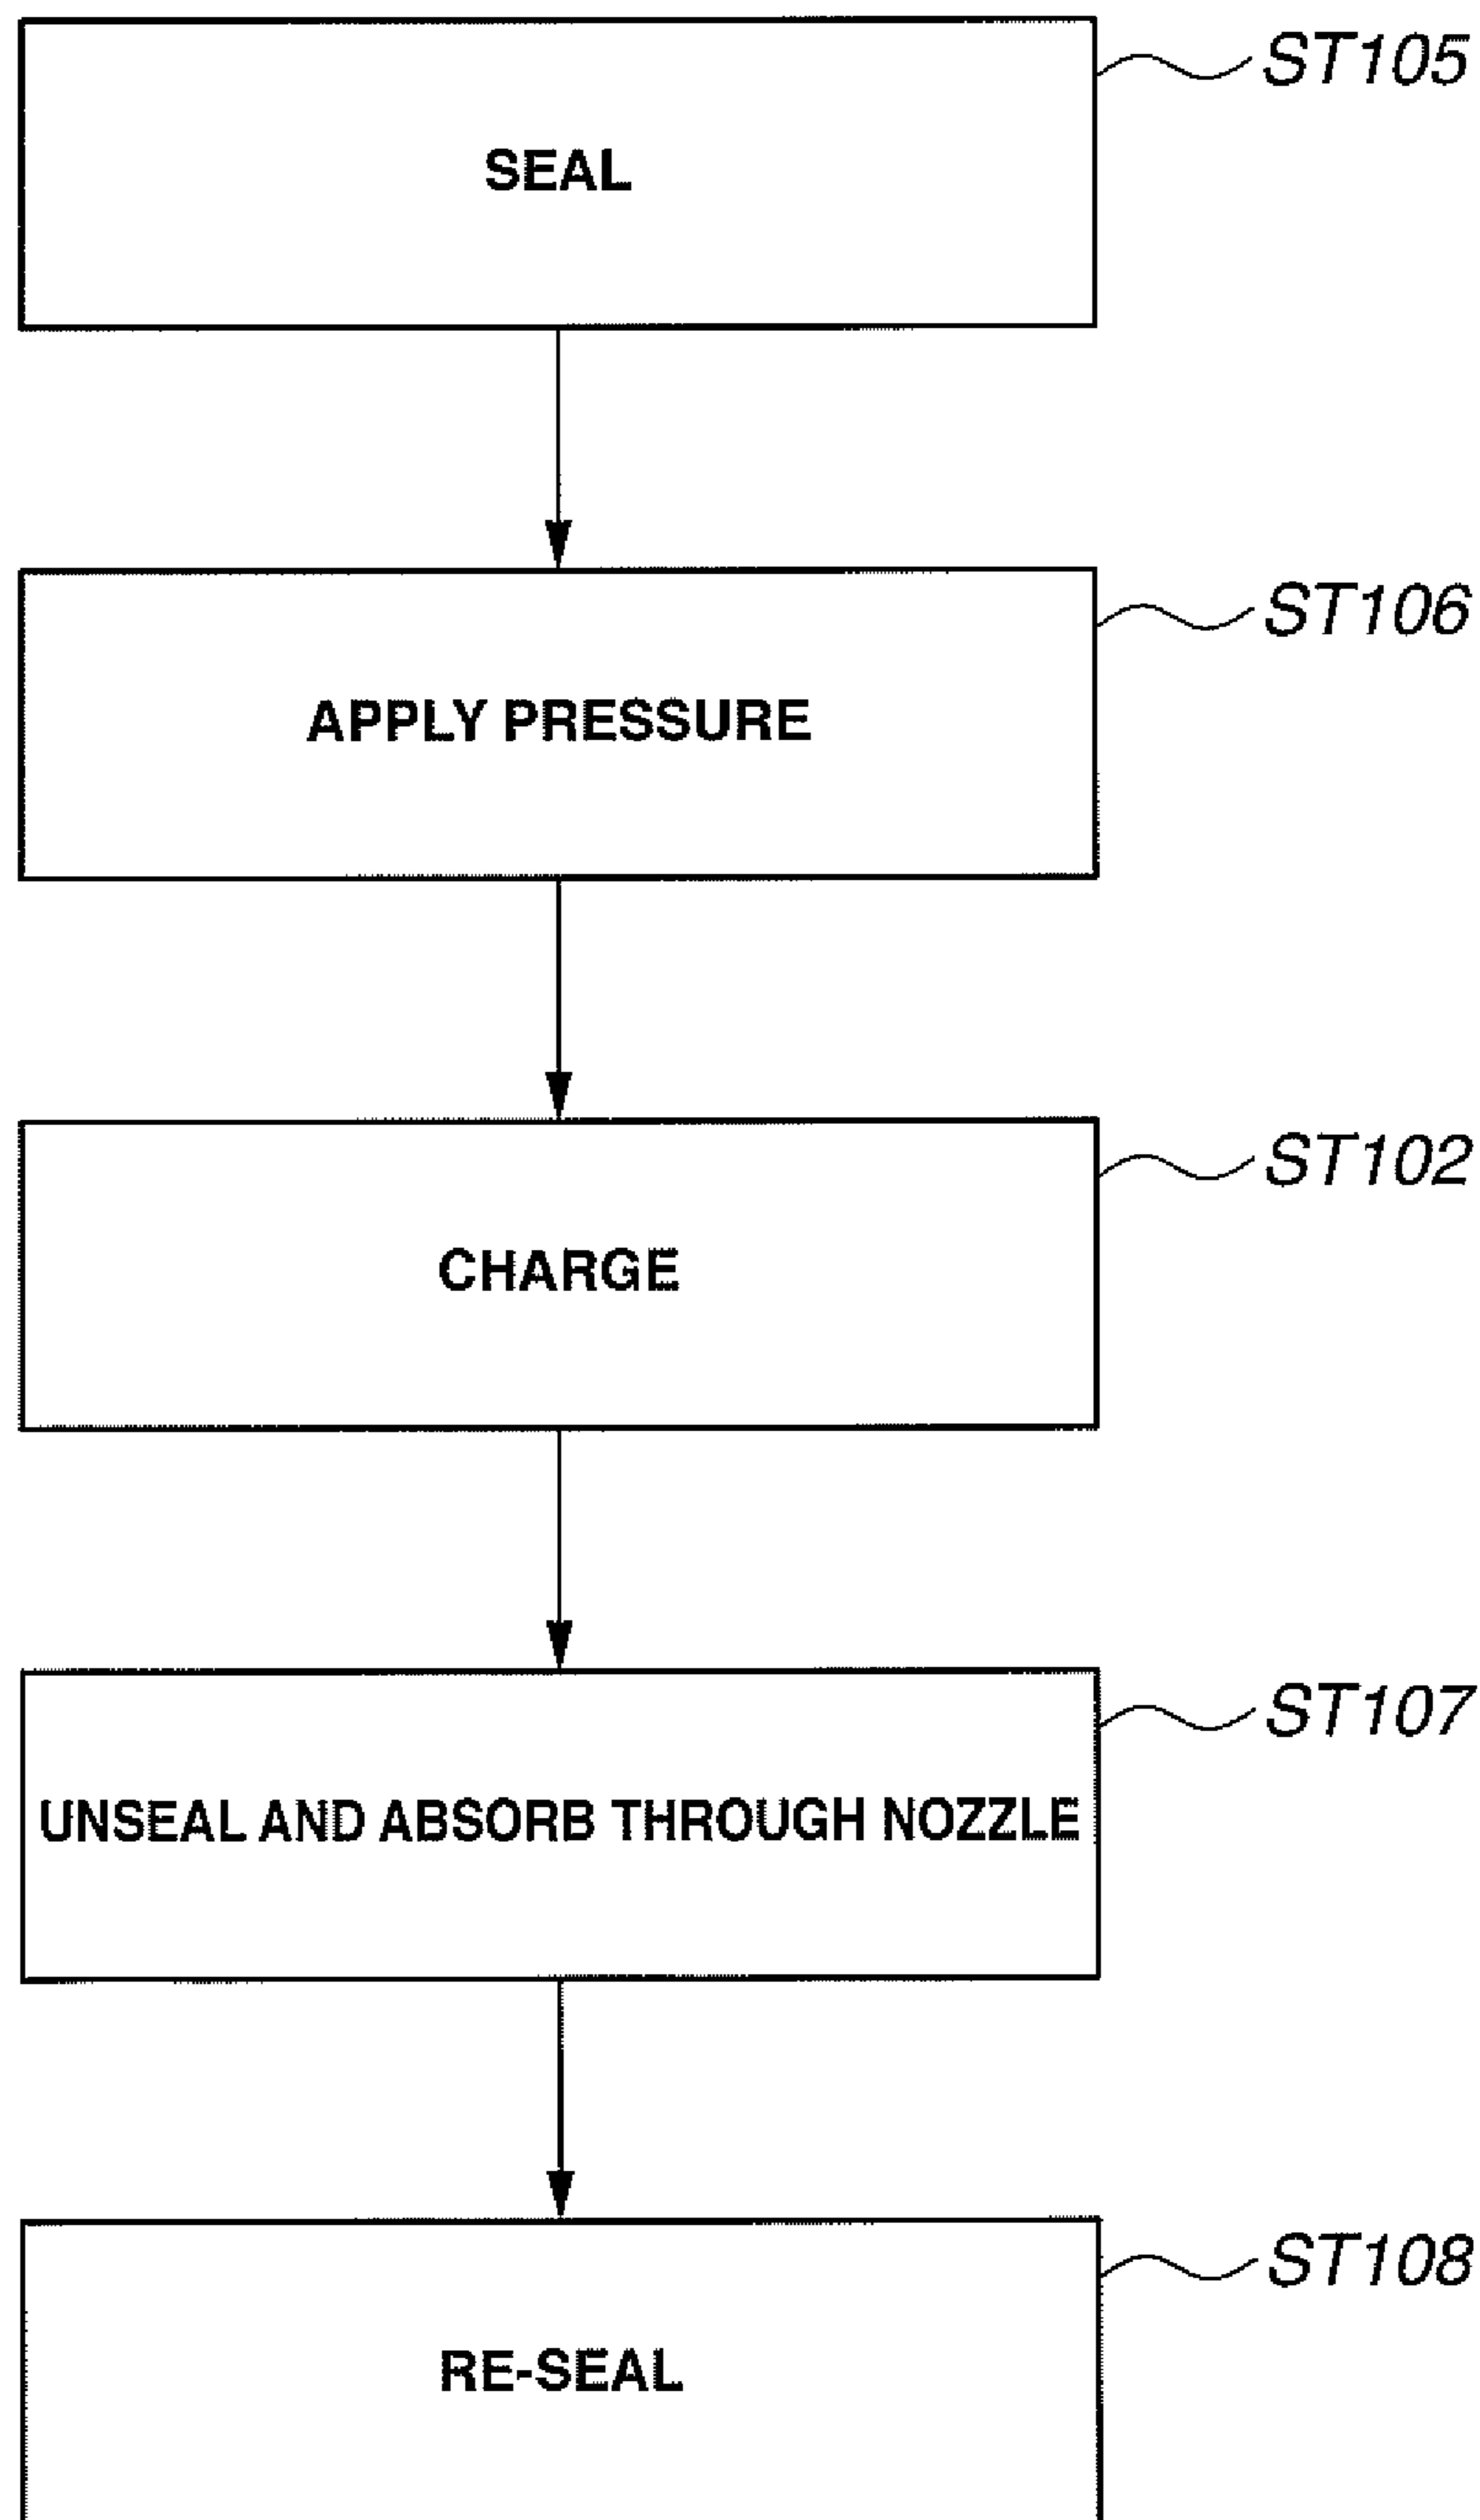 SEAL
ST105
APPLY PRESSURE
ST106
CHARGE
ST102
UNSEAL AND ABSORB THROUGH NOZZLE
ST107
RE-SEAL
ST108